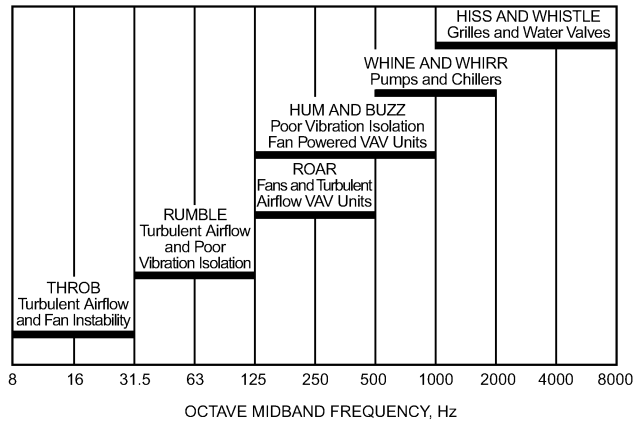 HISS AND WHISTLE
Grilles and Water Valves
WHINE AND WHIRR
Pumps and Chillers
HUM AND BUZZ
Poor Vibration Isolation
Fan Powered VAV Units
ROAR
Fans and Turbulent
Airflow VAV Units
RUMBLE
Turbulent Airflow
and Poor
Vibration Isolation
THROB
Turbulent Airflow
and Fan Instability
8 16 31.5 63 125 250 500 1000 2000 4000 8000
OCTAVE MIDBAND FREQUENCY, Hz